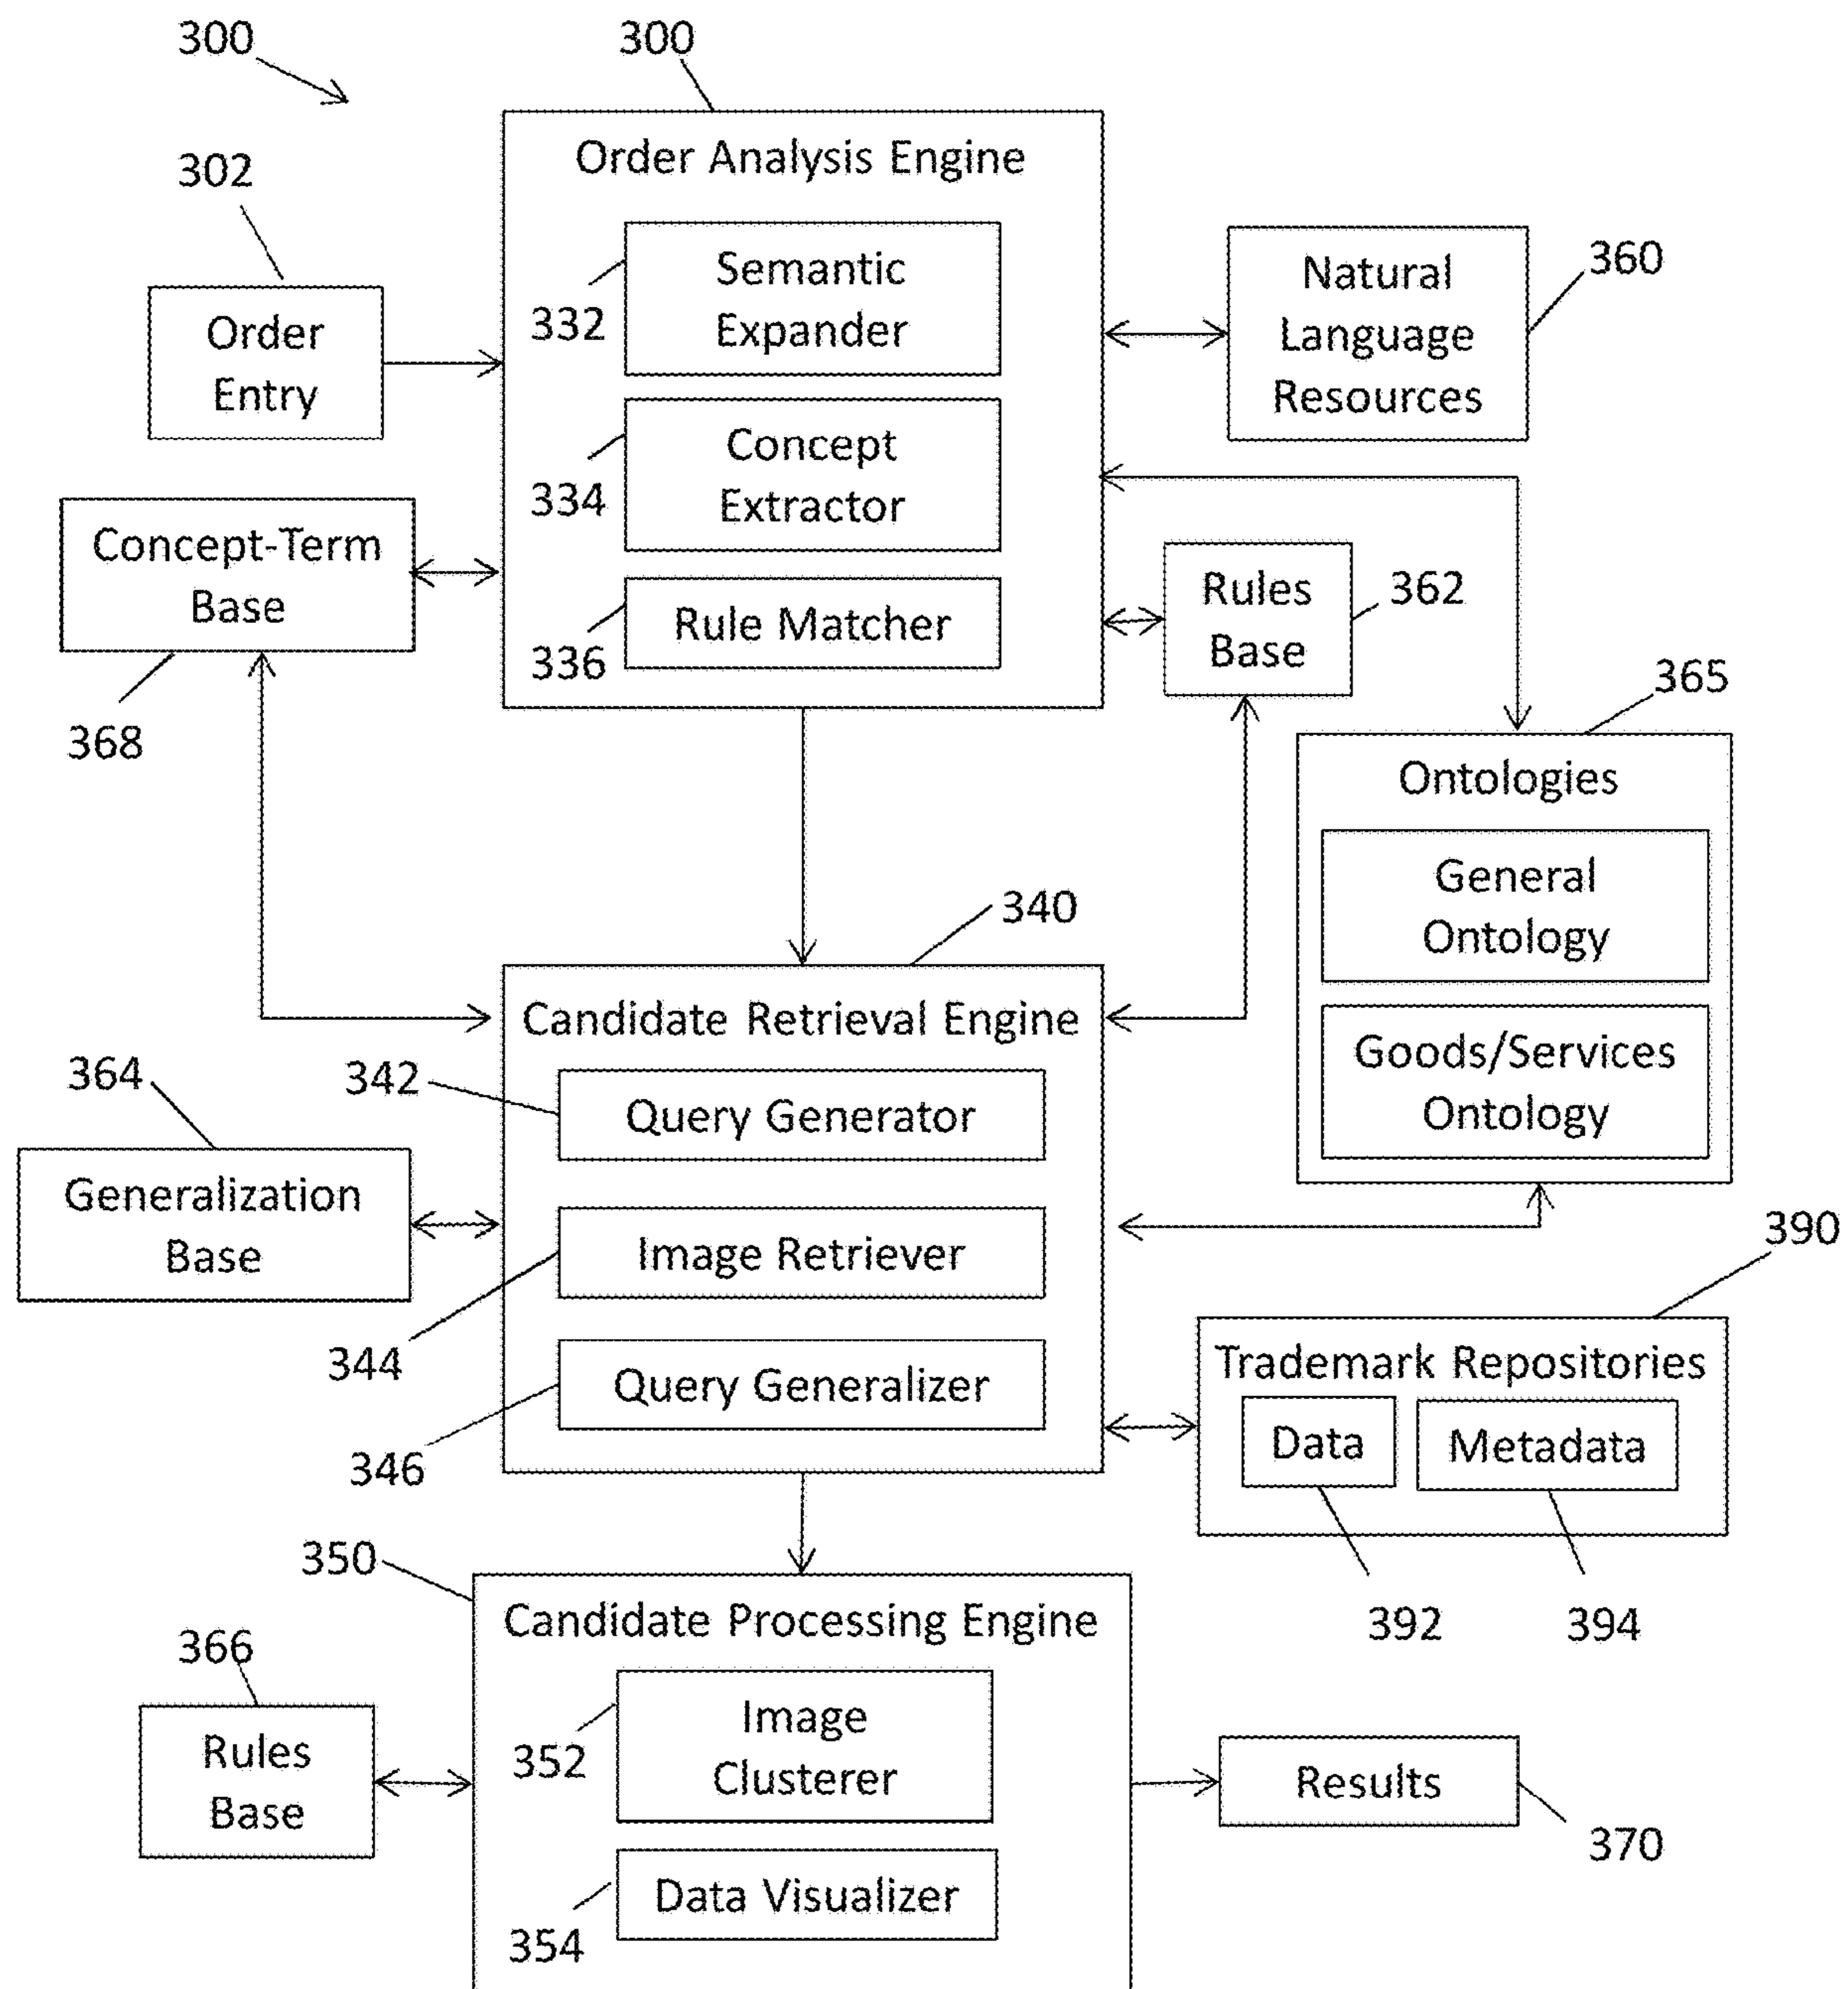 300
300
Order Analysis Engine
302
Semantic
Expander
332
Natural
Language
Resources
360
Order
Entry
Concept
Extractor
334
Concept-Term
Base
368
Rule Matcher
336
Rules
Base
362
365
Ontologies
General
Ontology
Goods/Services
Ontology
340
Candidate Retrieval Engine
364
342
Query Generator
Generalization
Base
Image Retriever
344
Query Generalizer
346
390
Trademark Repositories
Data
Metadata
392
394
350
Candidate Processing Engine
366
Rules
Base
Image
Clusterer
352
Results
370
Data Visualizer
354